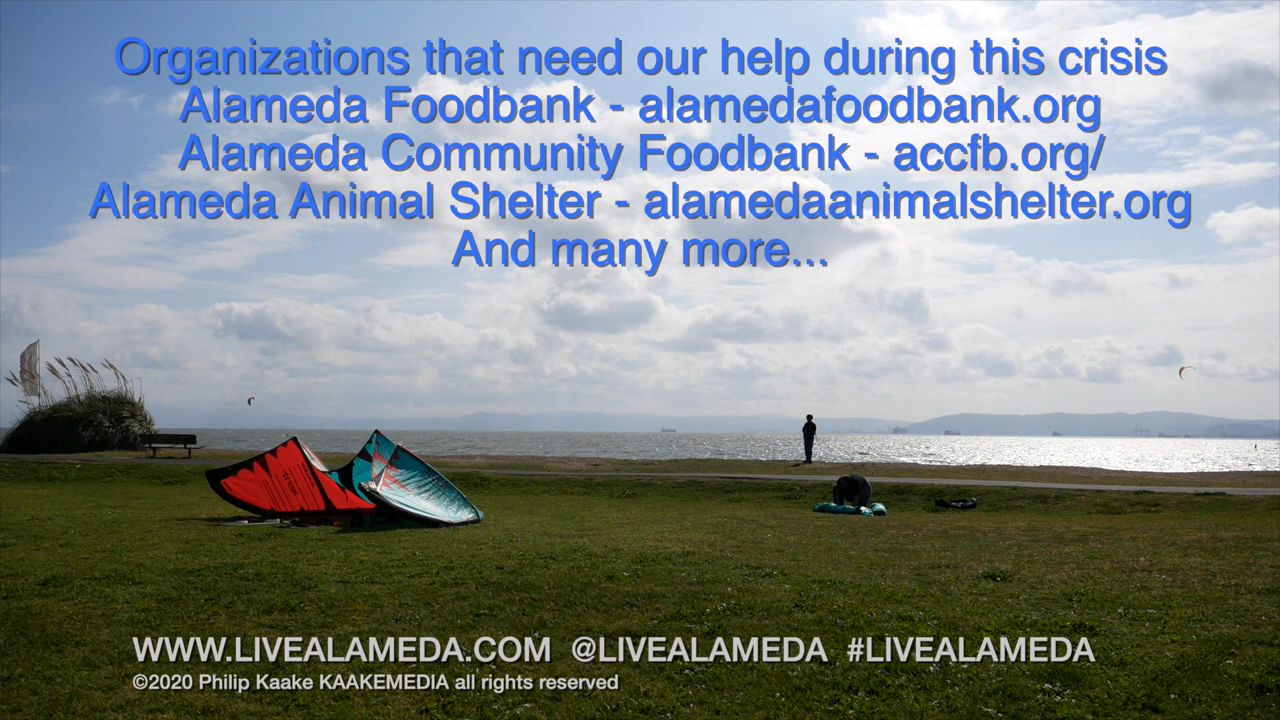 Organizations that need our help during this crisis
Alameda Foodbank - alamedafoodbank.org
Alameda Community Foodbank - accfb.org/
Alameda Animal Shelter - alamedaanimalshelter.org
And many more...
WWW.LIVEALAMEDA.COM @LIVEALAMEDA #LIVEALAMEDA
©2020 Philip Kaake KAAKEMEDIA all rights reserved